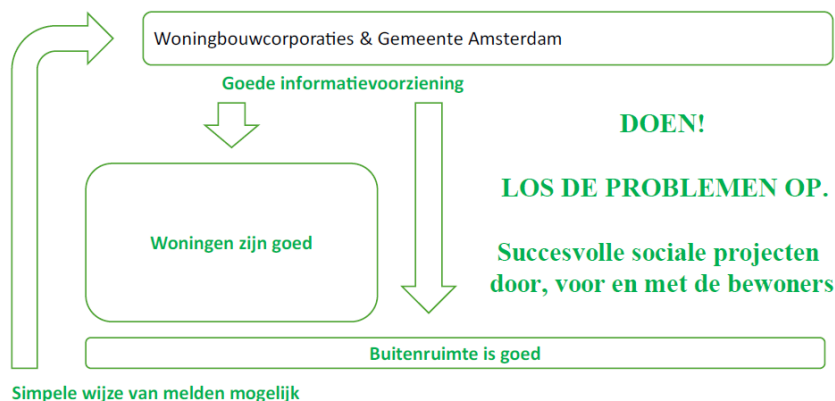 Woningbouwcorporaties & Gemeente Amsterdam
Goede informatievoorziening
DOEN!
LOS DE PROBLEMEN OP.
Woningen zijn goed
Succesvolle sociale projecten
door, voor en met de bewoners
Buitenruimte is goed
Simpele wijze van melden mogelijk